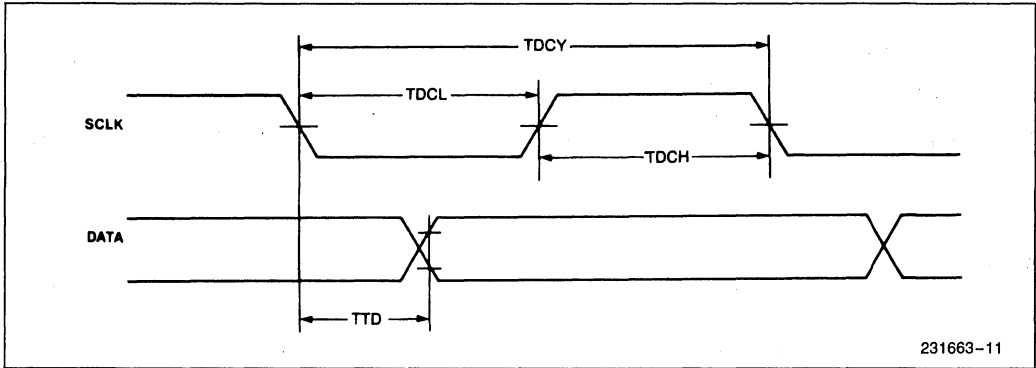 TDCY
TDCL
SCLK
TDCH
DATA
TTD
231663-11